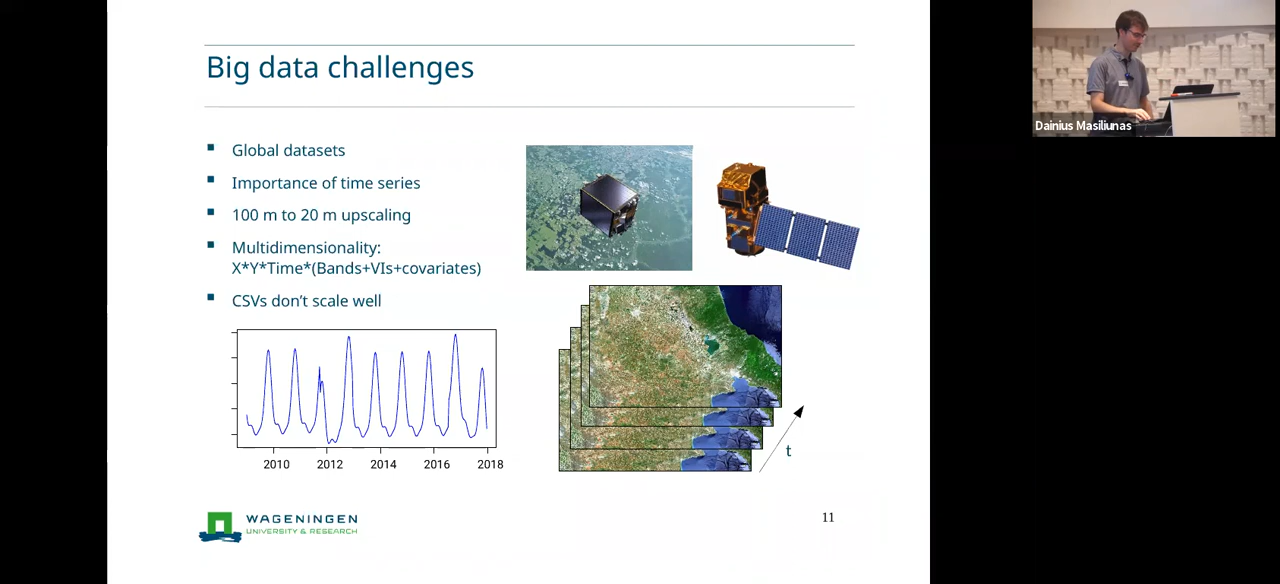 Big data challenges
Global datasets
Importance of time series
100 m to 20 m upscaling
Multidimensionality:
X*Y*Time*(Bands+VIs+covariates)
CSVs don't scale well
2010 2012 2014 2016 2018
t
WAGENINGEN
UNIVERSITY & RESEARCH
11
Dainius Masiliunas